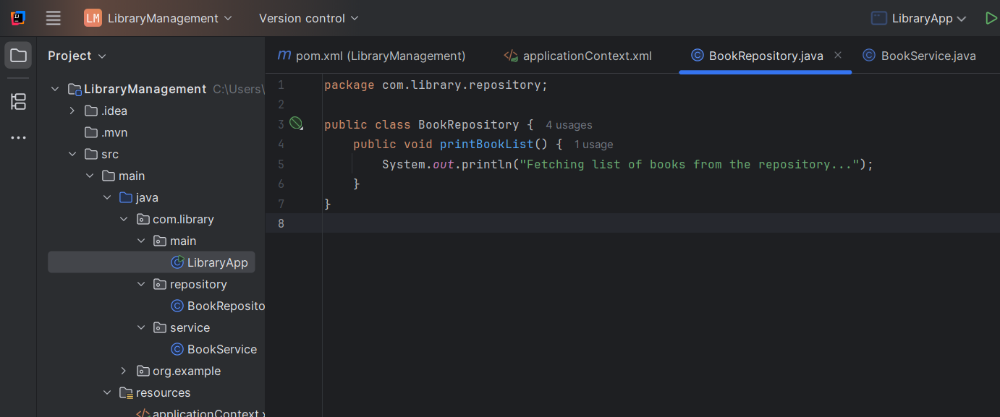 LM LibraryManagement Version control LibraryApp
Project
pom.xml (LibraryManagement) applicationContext.xml BookRepository.java BookService.java
LibraryManagement C:\Users\
.idea
.mvn
src
main
java
com.library
main
LibraryApp
repository
BookReposito
service
BookService
org.example
resources
applicationContext.x
1 package com.library.repository;
2
3 public class BookRepository { 4 usages
4 public void printBookList() { 1 usage
5 System.out.println("Fetching list of books from the repository...");
6 }
7 }
8